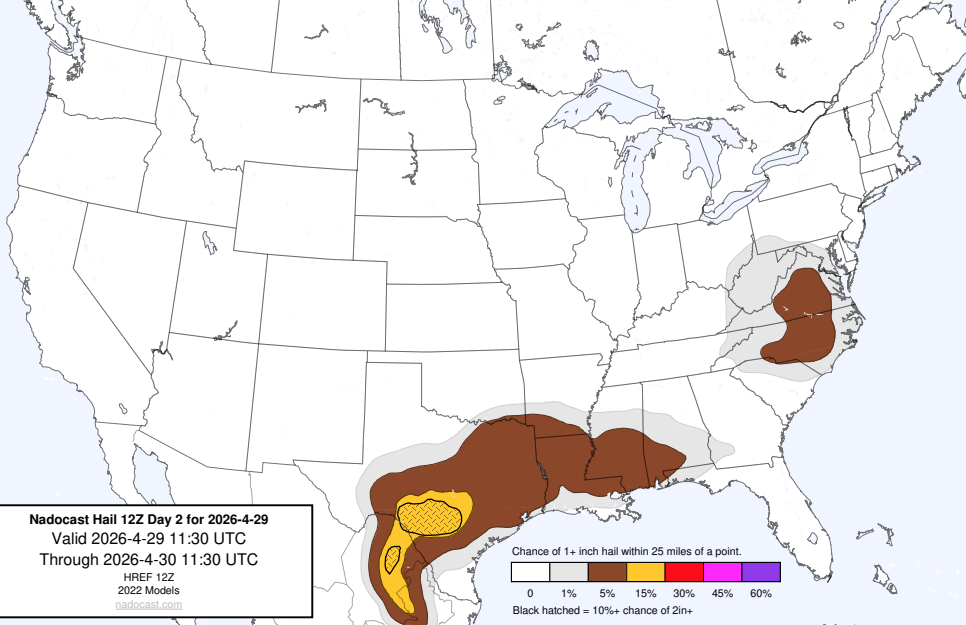 Nadocast Hail 12Z Day 2 for 2026-4-29
Valid 2026-4-29 11:30 UTC
Through 2026-4-30 11:30 UTC
HREF 12Z
2022 Models
nadocast.com
Chance of 1+ inch hail within 25 miles of a point.
0 1% 5% 15% 30% 45% 60%
Black hatched = 10%+ chance of 2in+